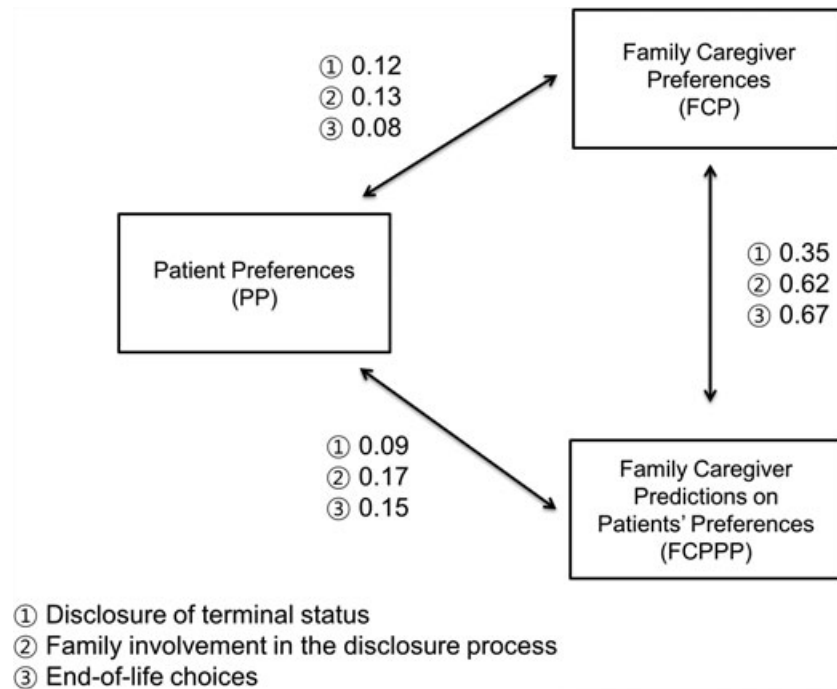 ① 0.12
② 0.13
③ 0.08
Family Caregiver
Preferences
(FCP)
Patient Preferences
(PP)
① 0.35
② 0.62
③ 0.67
① 0.09
② 0.17
③ 0.15
Family Caregiver
Predictions on
Patients’ Preferences
(FCPPP)
① Disclosure of terminal status
② Family involvement in the disclosure process
③ End-of-life choices